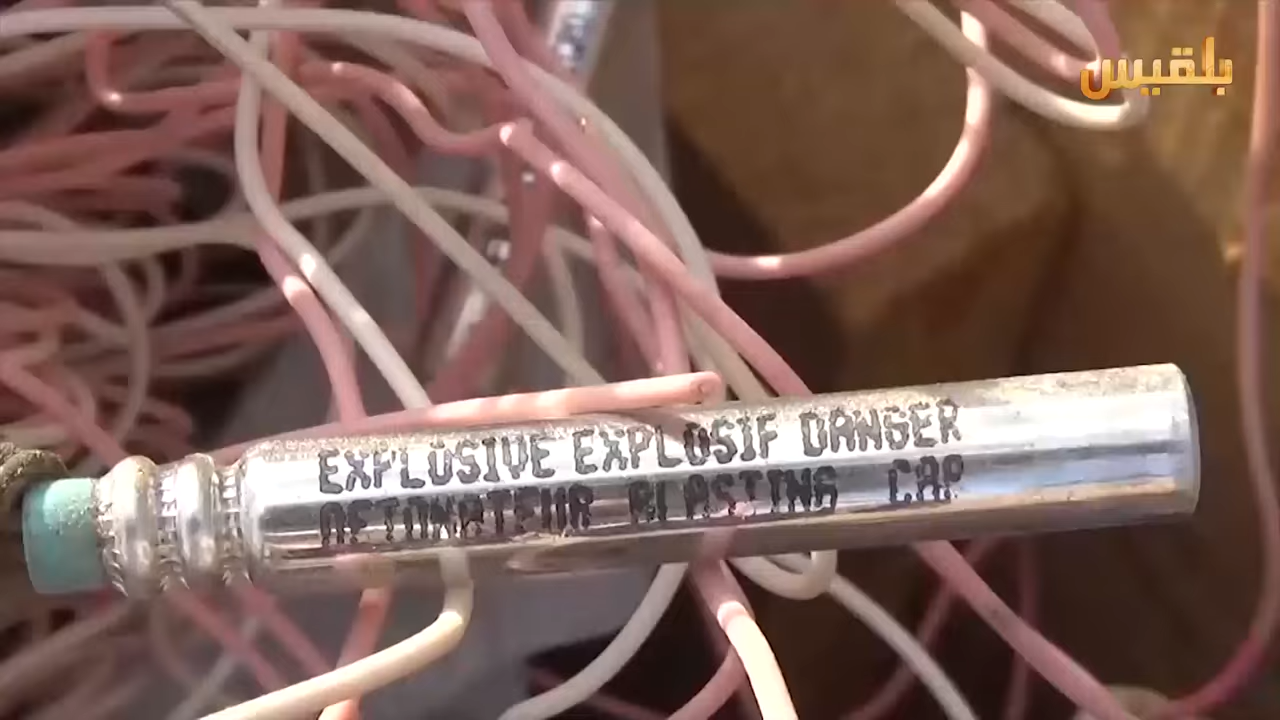 بلقيس
EXPLOSIVE EXPLOSIF DANGER
DETONATEUR BLASTING CAP